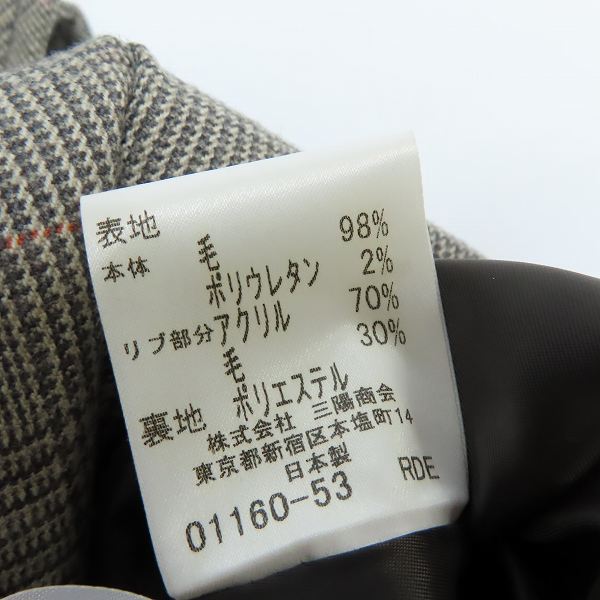 表地 毛 98%
本体 ポリウレタン 2%
リブ部分 アクリル 70%
毛 30%
裏地 ポリエステル
株式会社 三陽商会
東京都新宿区本塩町14
日本製
01160-53 RDE